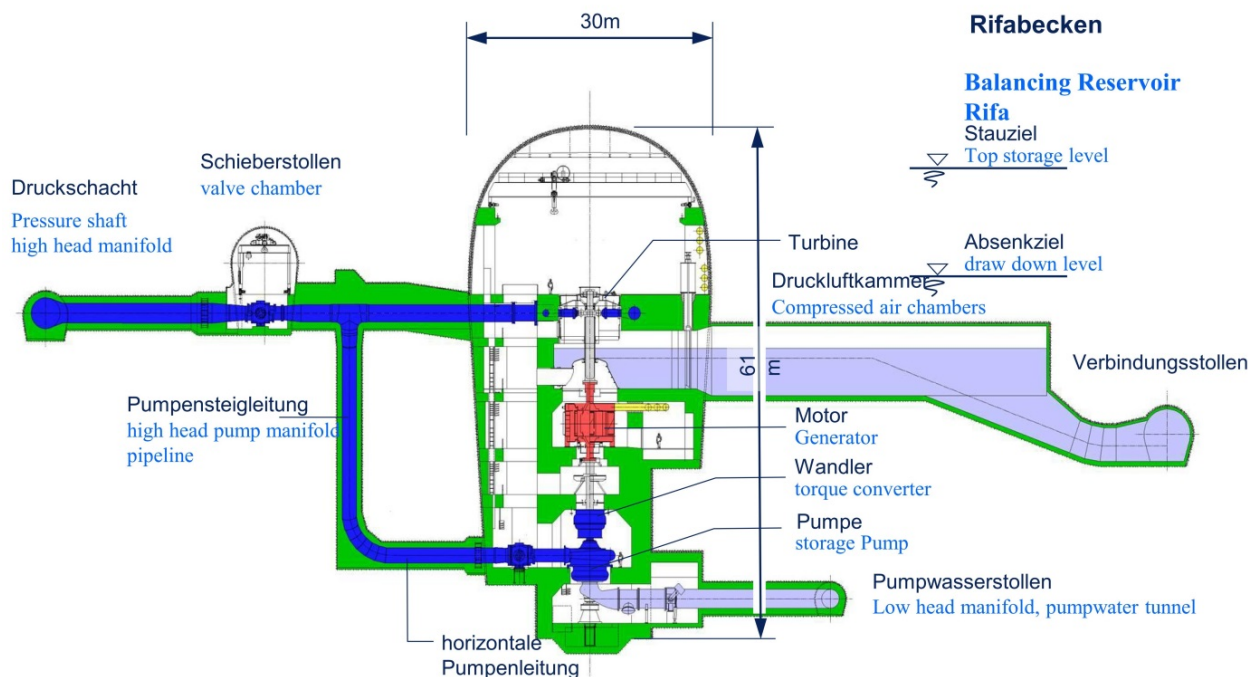 30m
Rifabecken
Balancing Reservoir
Rifa
Stauziel
Top storage level
Schieberstollen
valve chamber
Druckschacht
Pressure shaft
high head manifold
Turbine
Absenkziel
draw down level
Druckluftkammer
Compressed air chambers
61
m
Verbindungsstollen
Pumpensteigleitung
high head pump manifold
pipeline
Motor
Generator
Wandler
torque converter
Pumpe
storage Pump
Pumpwasserstollen
Low head manifold, pumpwater tunnel
horizontale
Pumpenleitung